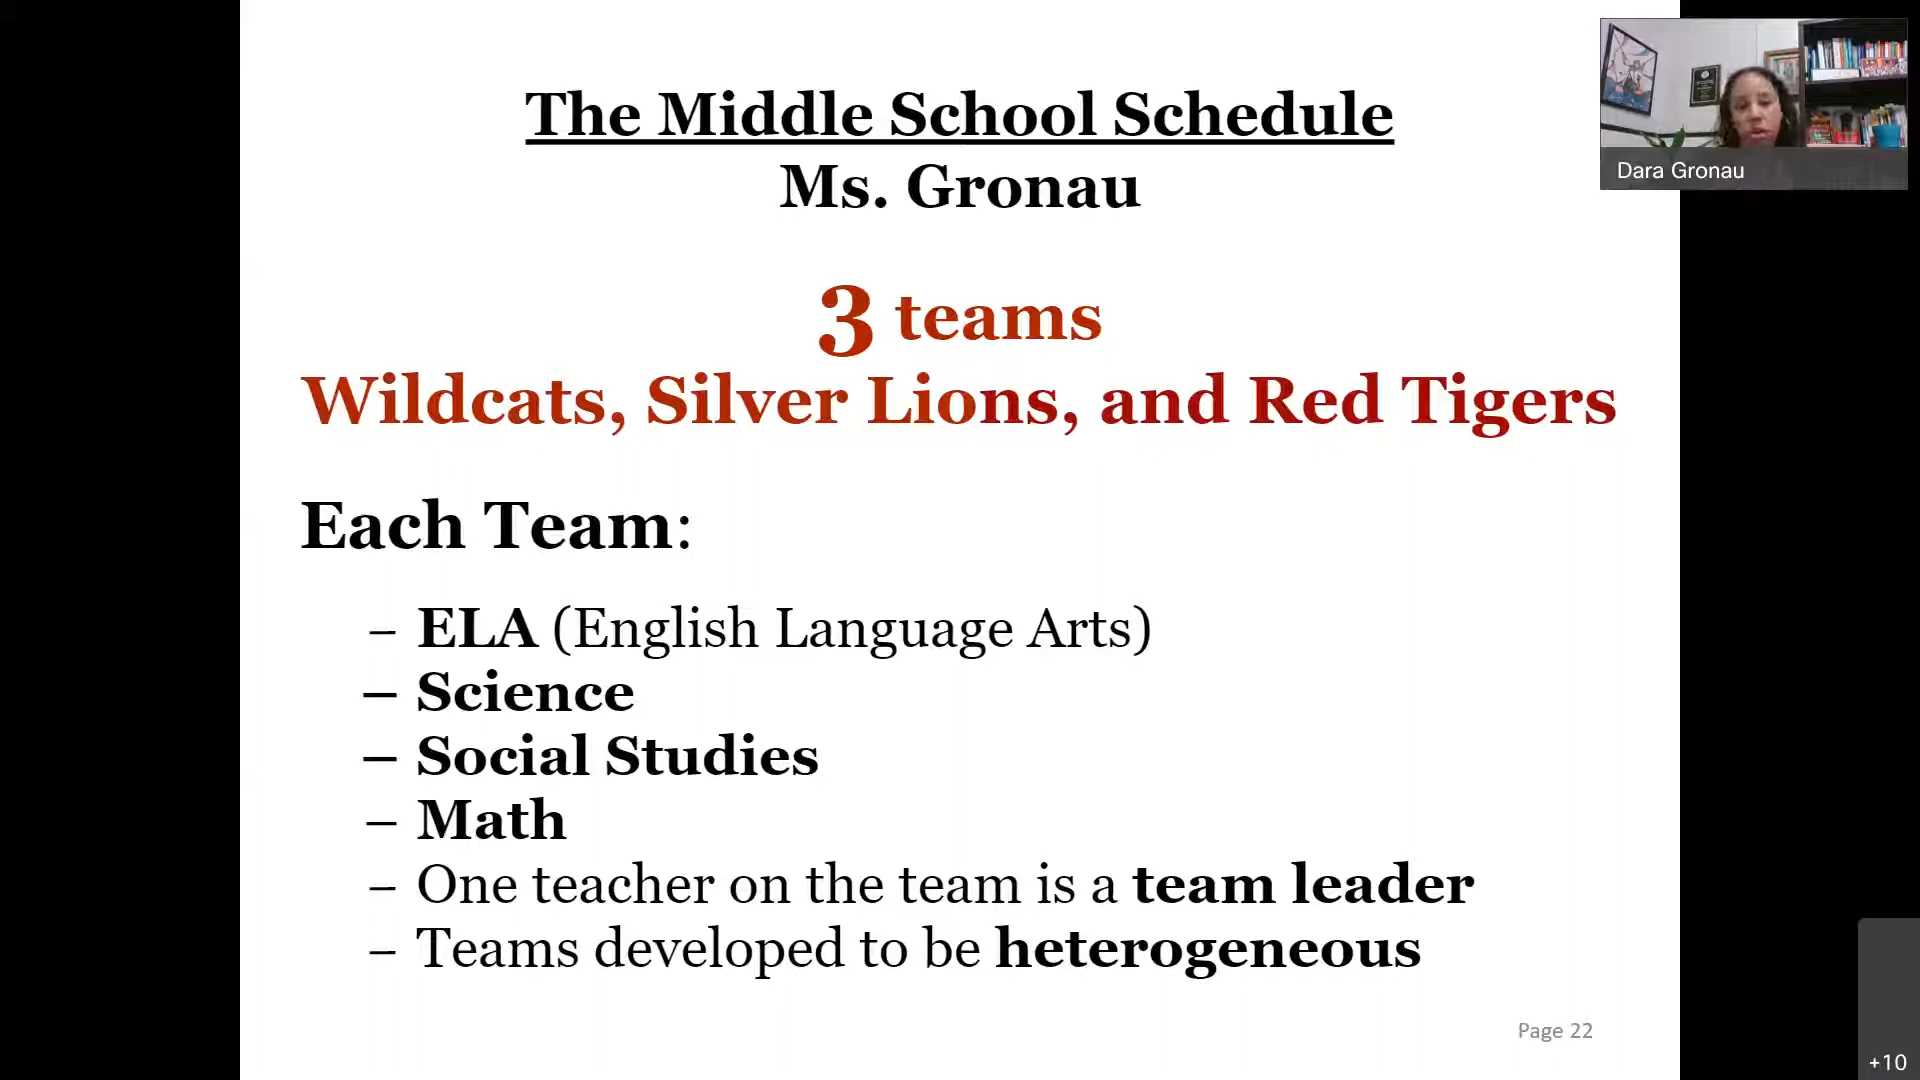 The Middle School Schedule
Ms. Gronau
3 teams
Wildcats, Silver Lions, and Red Tigers
Each Team:
– ELA (English Language Arts)
– Science
– Social Studies
– Math
– One teacher on the team is a team leader
– Teams developed to be heterogeneous
Page 22
Dara Gronau
+10